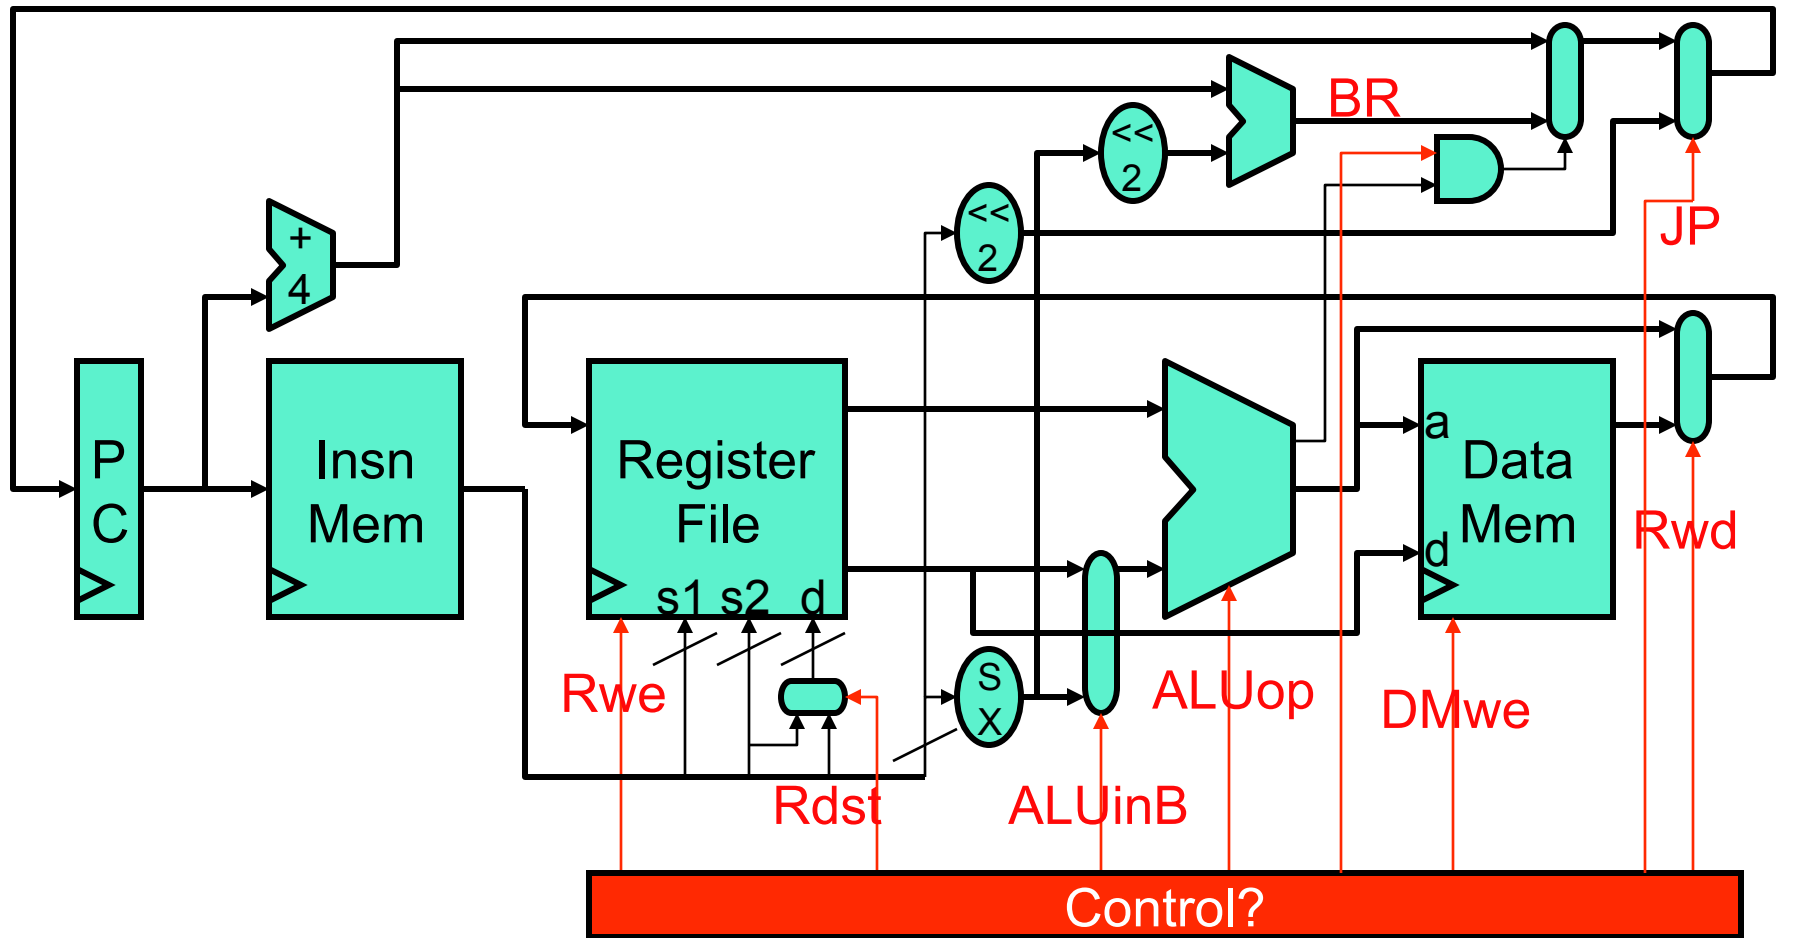 BR
<<
2
<<
2
JP
+
4
P
C
Insn
Mem
Register
File
s1 s2 d
a
Data
Mem
d
Rwd
S
X
Rwe
ALUop
DMwe
Rdst
ALUinB
Control?